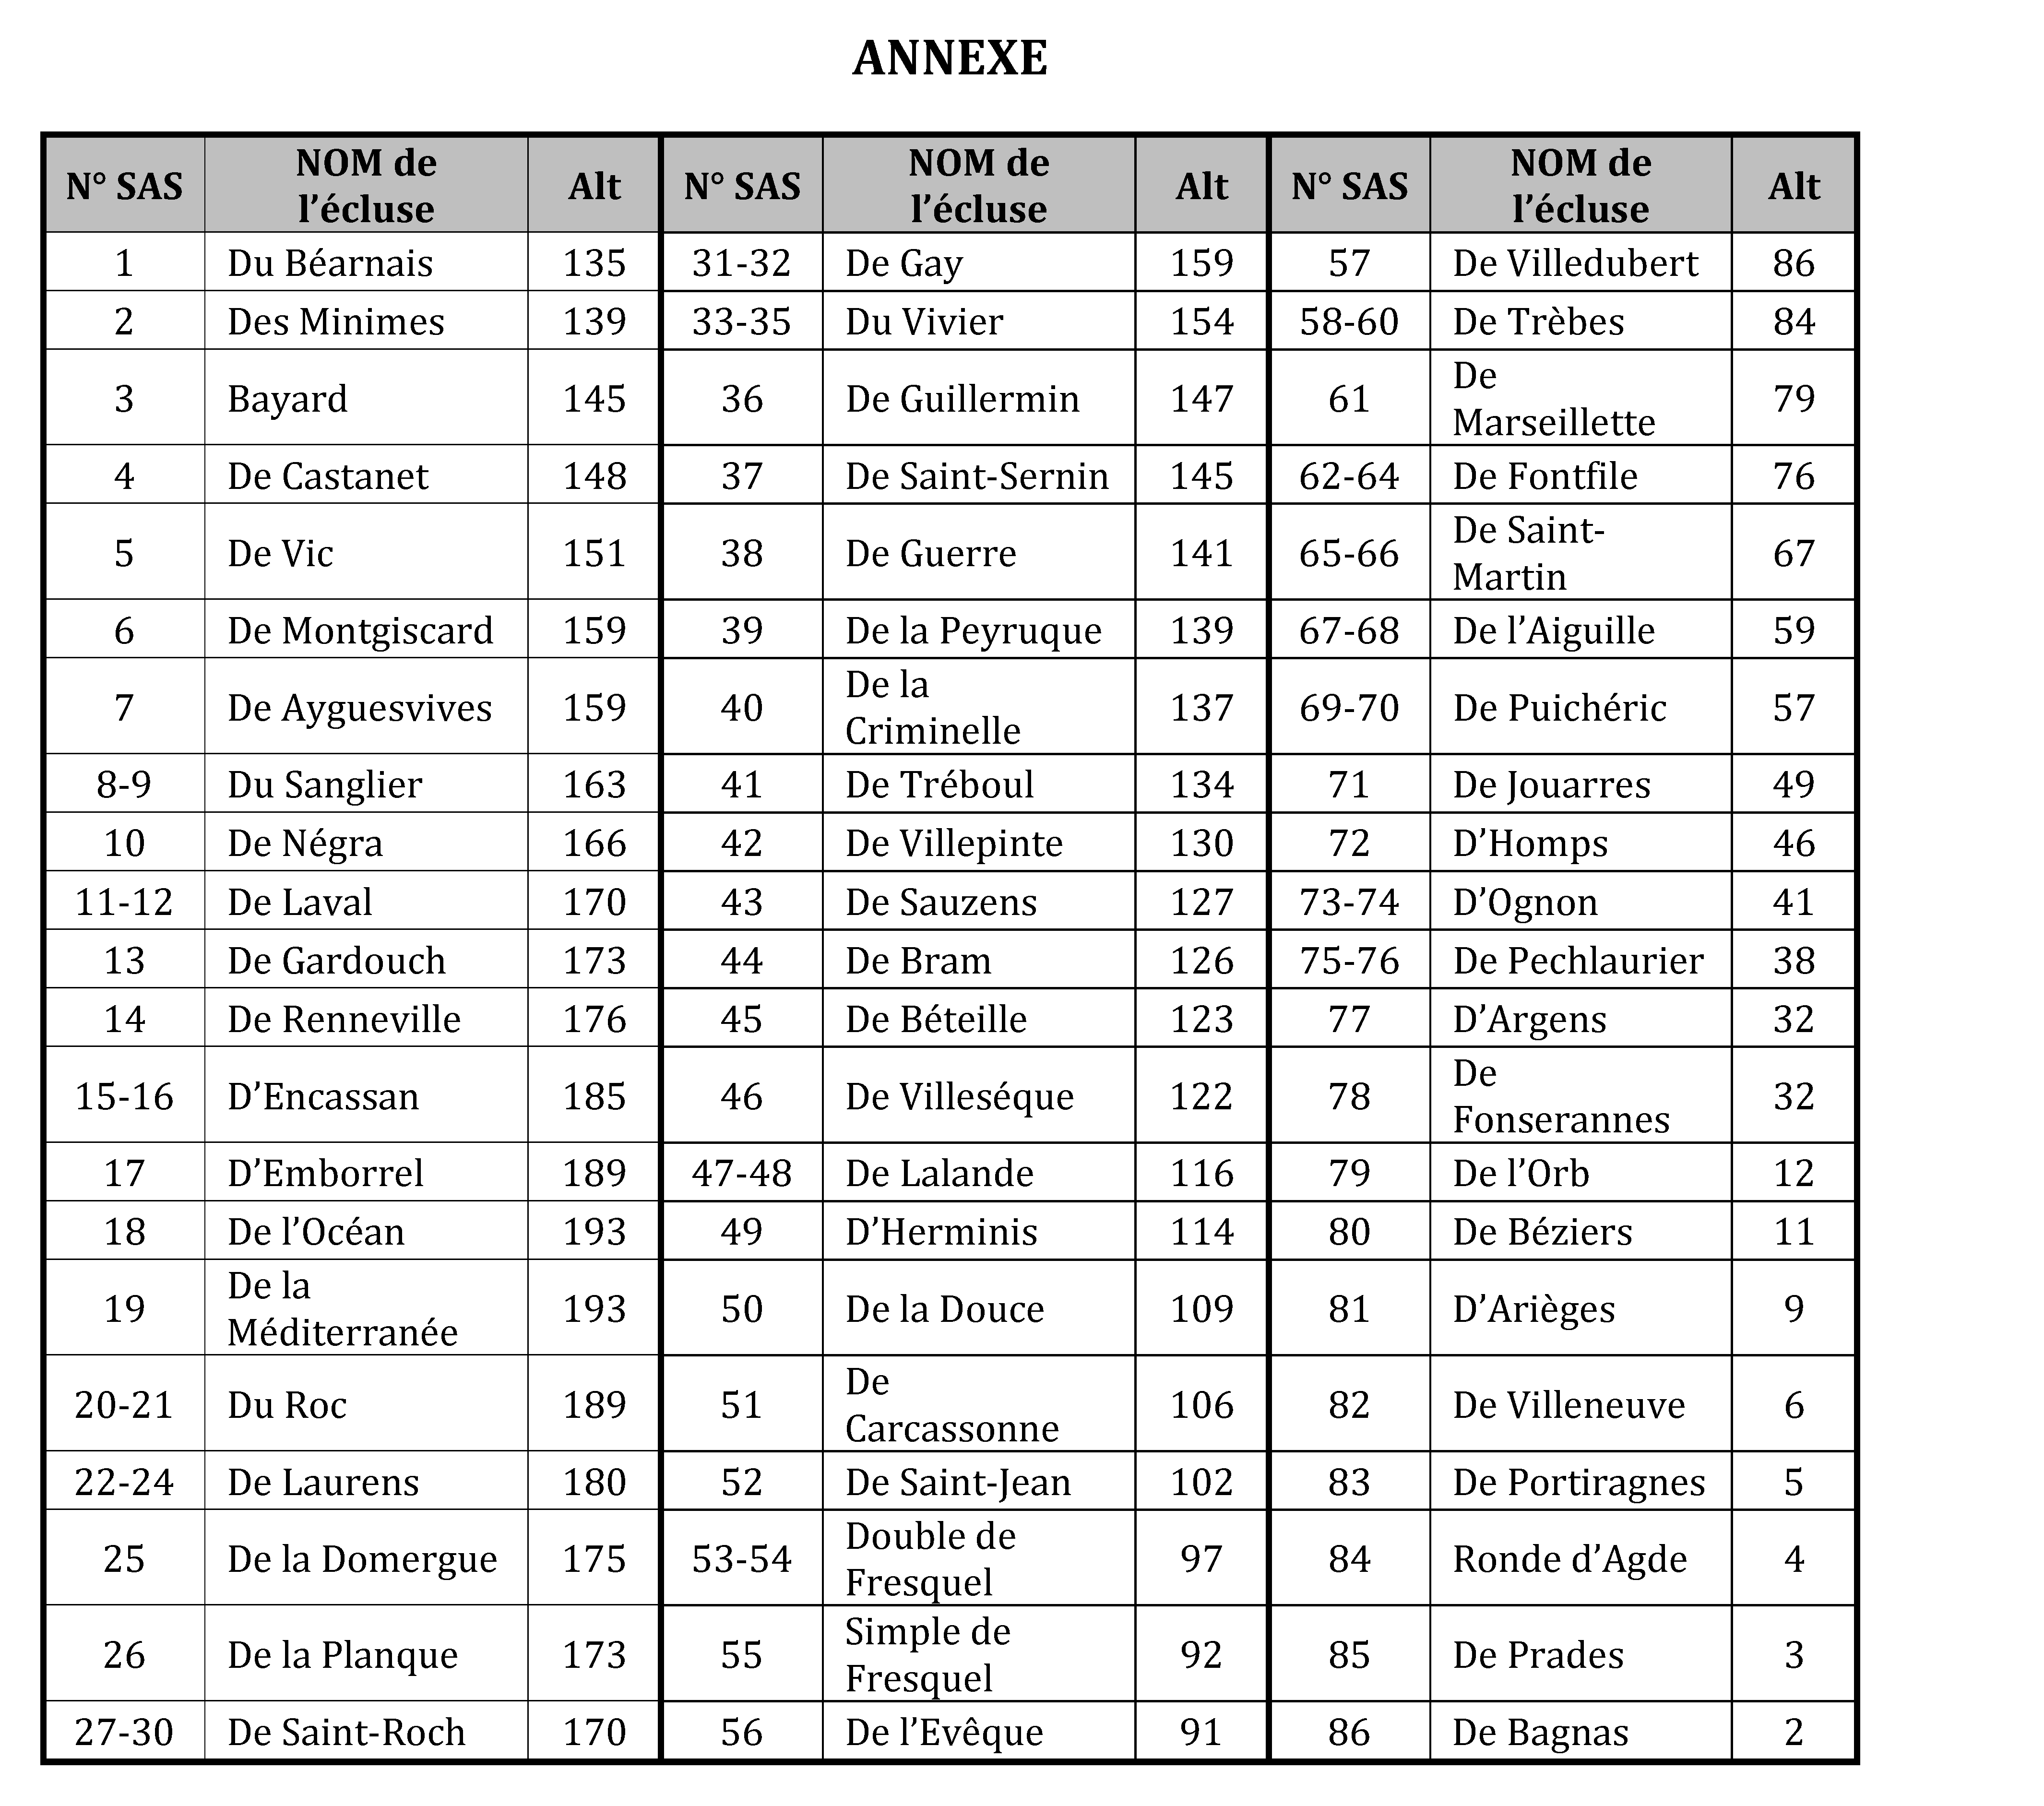 ANNEXE
N° SAS NOM de l’écluse Alt N° SAS NOM de l’écluse Alt N° SAS NOM de l’écluse Alt
1 Du Béarnais 135 31-32 De Gay 159 57 De Villedubert 86
2 Des Minimes 139 33-35 Du Vivier 154 58-60 De Trèbes 84
3 Bayard 145 36 De Guillermin 147 61 De Marseillette 79
4 De Castanet 148 37 De Saint-Sernin 145 62-64 De Fontfile 76
5 De Vic 151 38 De Guerre 141 65-66 De Saint-Martin 67
6 De Montgiscard 159 39 De la Peyruque 139 67-68 De l’Aiguille 59
7 De Ayguesvives 159 40 De la Criminelle 137 69-70 De Puichéric 57
8-9 Du Sanglier 163 41 De Tréboul 134 71 De Jouarres 49
10 De Négra 166 42 De Villepinte 130 72 D’Homps 46
11-12 De Laval 170 43 De Sauzens 127 73-74 D’Ognon 41
13 De Gardouch 173 44 De Bram 126 75-76 De Pechlaurier 38
14 De Renneville 176 45 De Béteille 123 77 D’Argens 32
15-16 D’Encassan 185 46 De Villeséque 122 78 De Fonserannes 32
17 D’Emborrel 189 47-48 De Lalande 116 79 De l’Orb 12
18 De l’Océan 193 49 D’Herminis 114 80 De Béziers 11
19 De la Méditerranée 193 50 De la Douce 109 81 D’Arièges 9
20-21 Du Roc 189 51 De Carcassonne 106 82 De Villeneuve 6
22-24 De Laurens 180 52 De Saint-Jean 102 83 De Portiragnes 5
25 De la Domergue 175 53-54 Double de Fresquel 97 84 Ronde d’Agde 4
26 De la Planque 173 55 Simple de Fresquel 92 85 De Prades 3
27-30 De Saint-Roch 170 56 De l’Evêque 91 86 De Bagnas 2